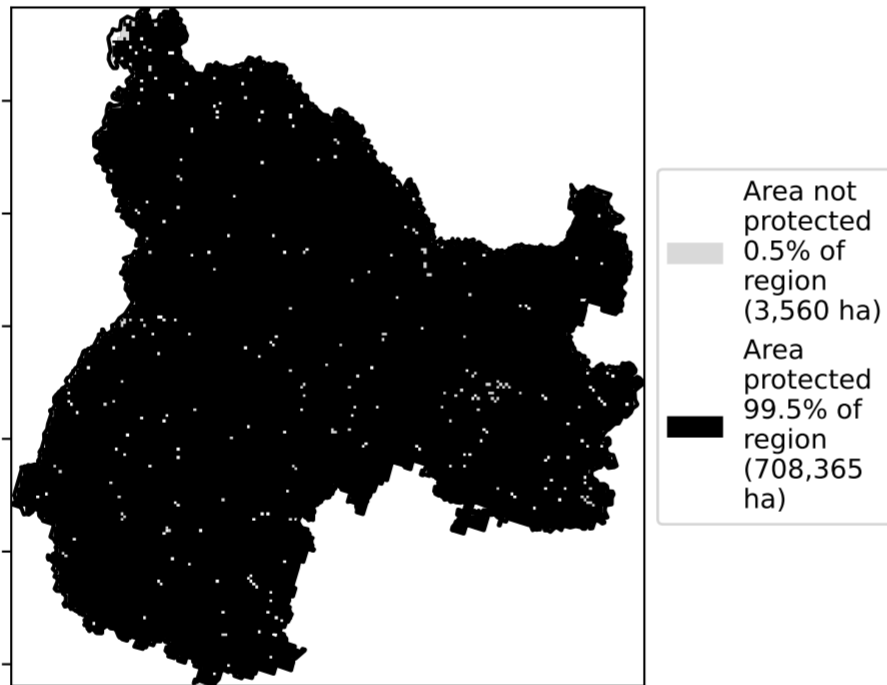 Area not
protected
0.5% of
region
(3,560 ha)
Area
protected
99.5% of
region
(708,365
ha)